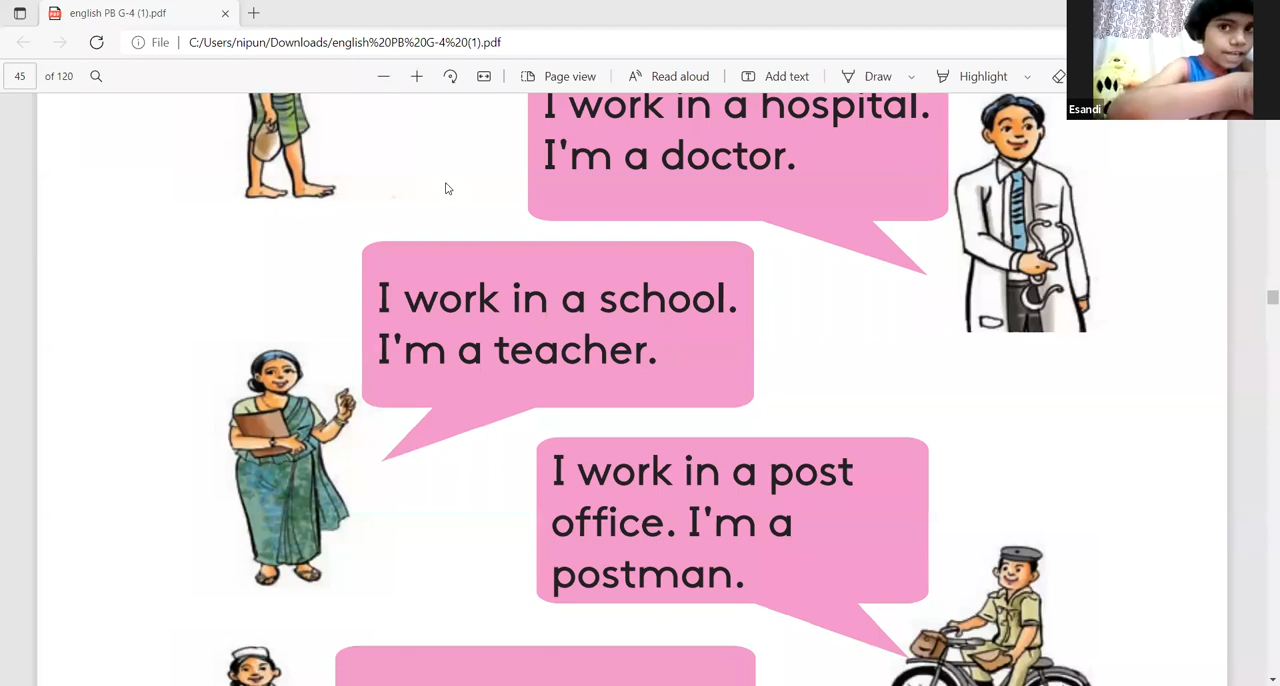 english PB G-4 (1).pdf
File
C:/Users/nipun/Downloads/english%20PB%20G-4%20(1).pdf
45 of 120
Page view
Read aloud
Add text
Draw
Highlight
Esandi
I work in a hospital.
I'm a doctor.
I work in a school.
I'm a teacher.
I work in a post
office. I'm a
postman.